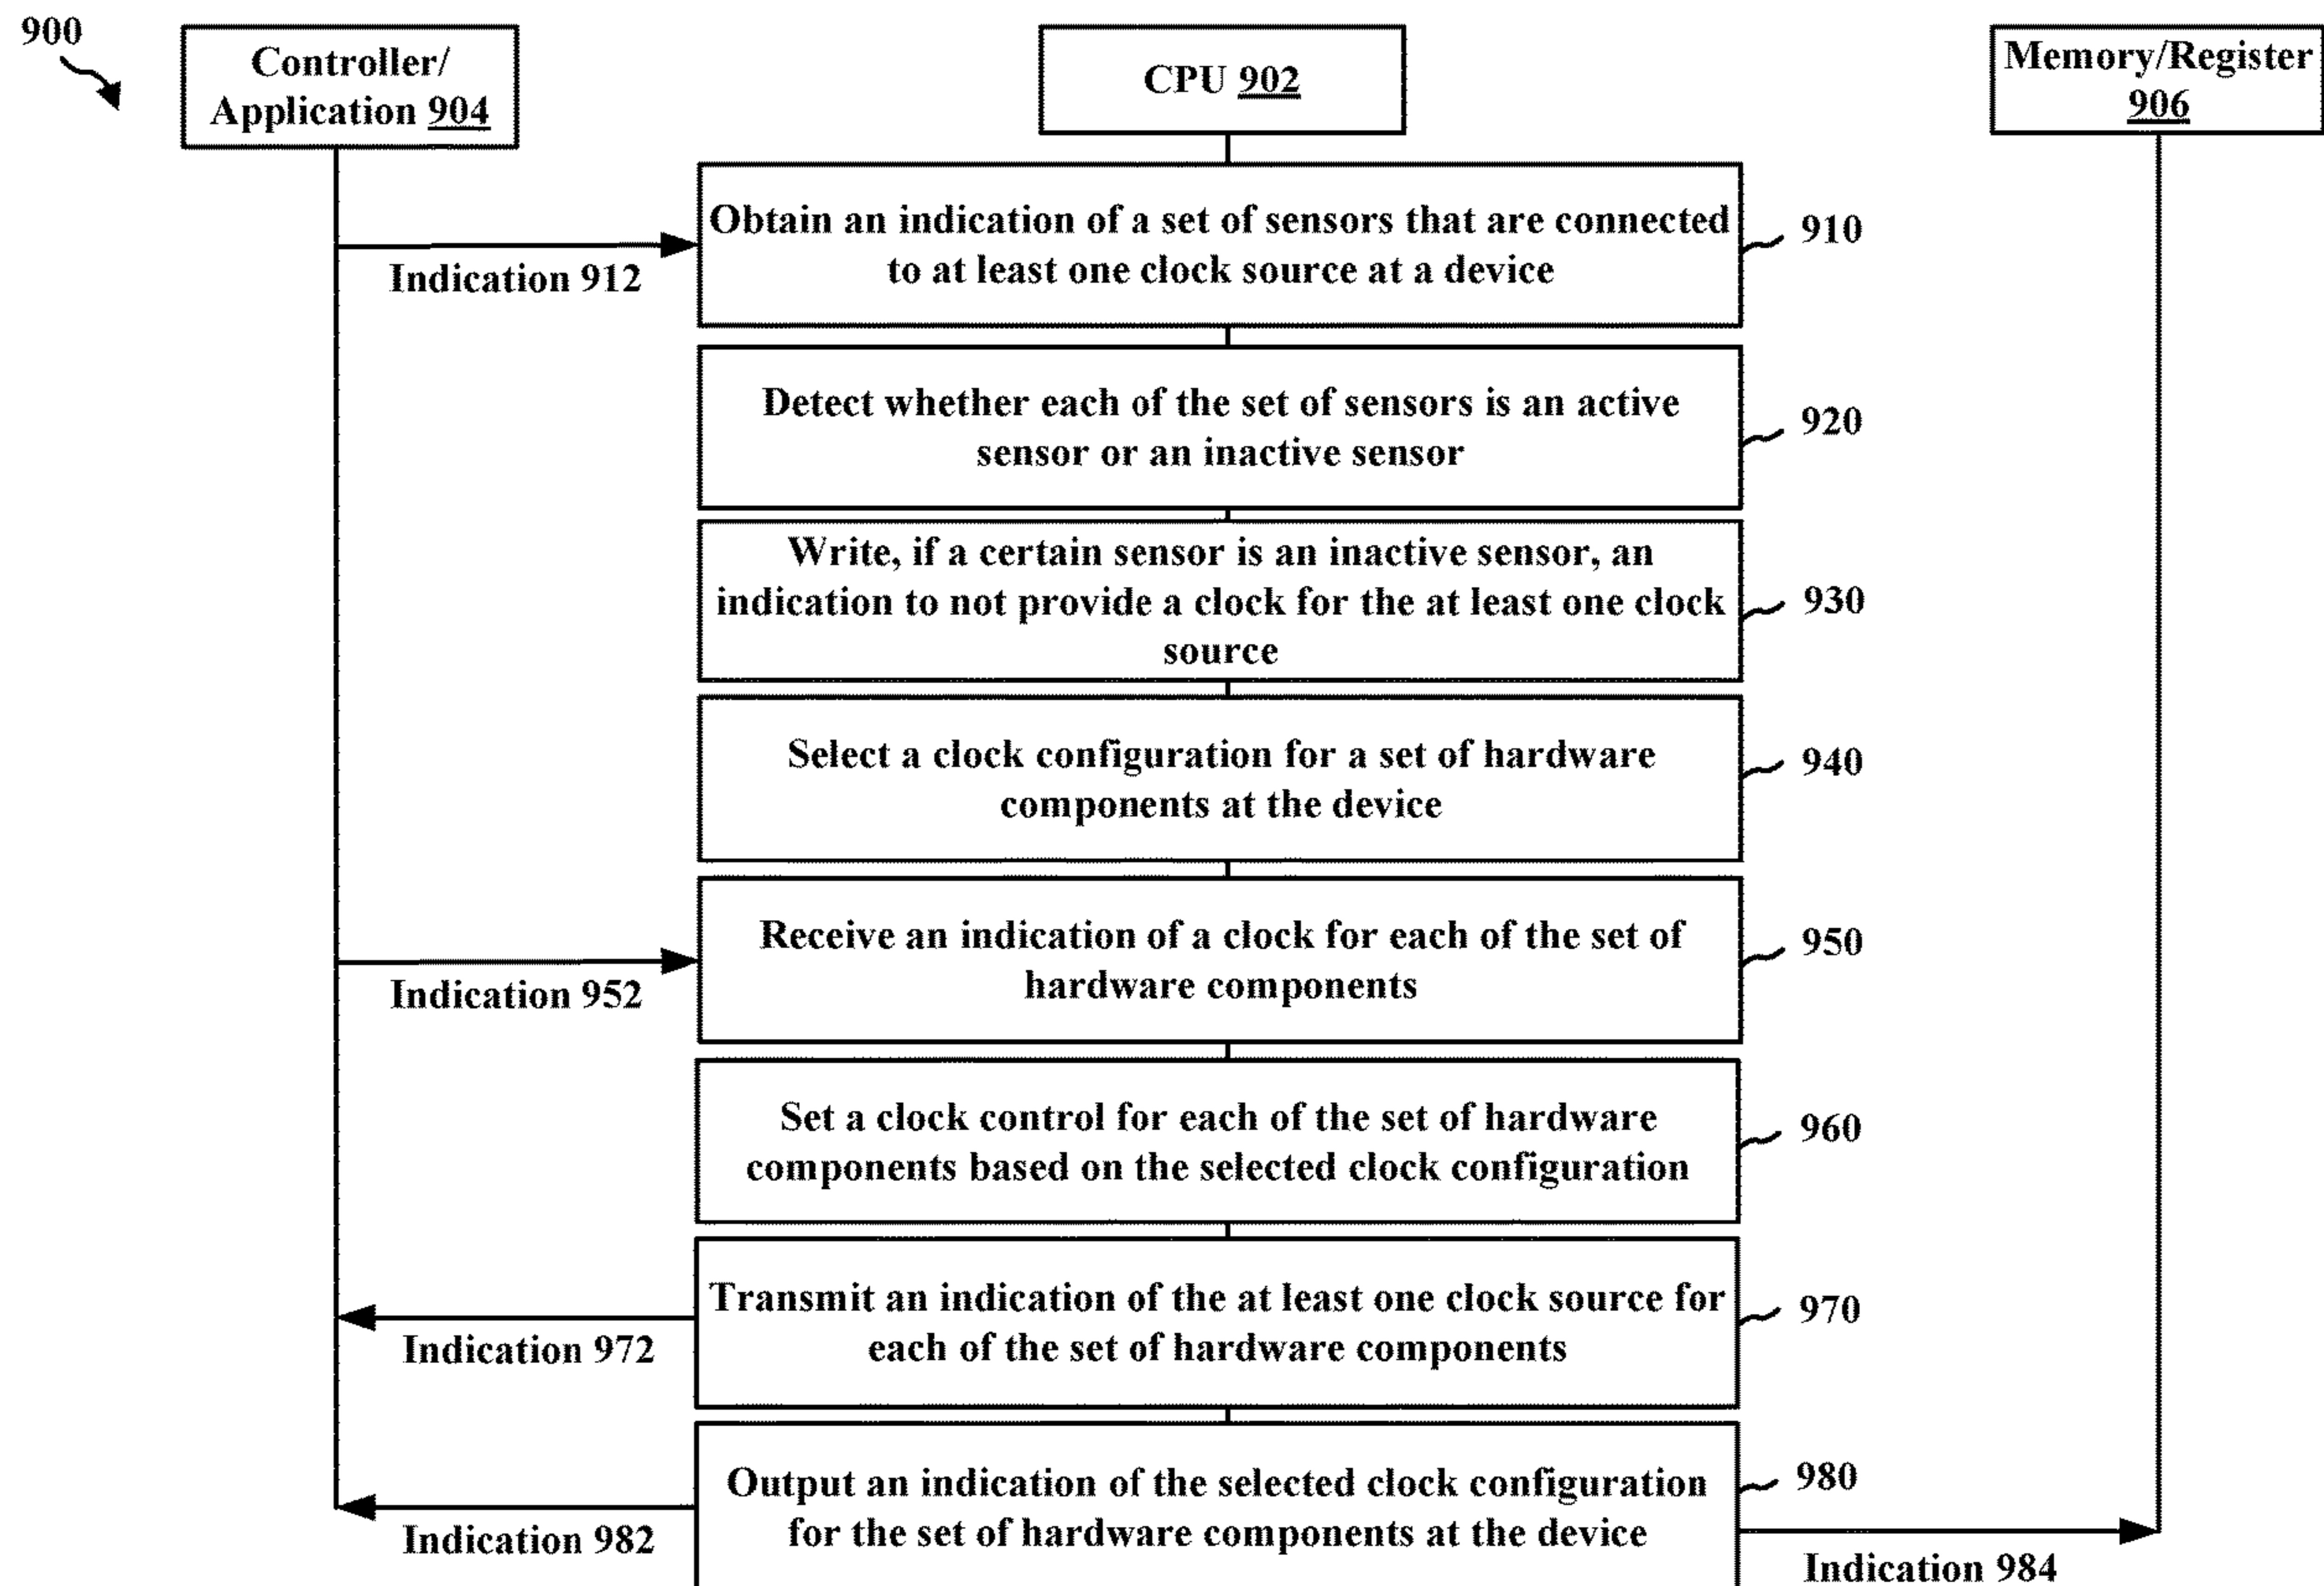 900
Controller/
Application 904
CPU 902
Memory/Register
906
Obtain an indication of a set of sensors that are connected
to at least one clock source at a device
910
Indication 912
Detect whether each of the set of sensors is an active
sensor or an inactive sensor
920
Write, if a certain sensor is an inactive sensor, an
indication to not provide a clock for the at least one clock
source
930
Select a clock configuration for a set of hardware
components at the device
940
Receive an indication of a clock for each of the set of
hardware components
950
Indication 952
Set a clock control for each of the set of hardware
components based on the selected clock configuration
960
Transmit an indication of the at least one clock source for
each of the set of hardware components
970
Indication 972
Output an indication of the selected clock configuration
for the set of hardware components at the device
980
Indication 982
Indication 984